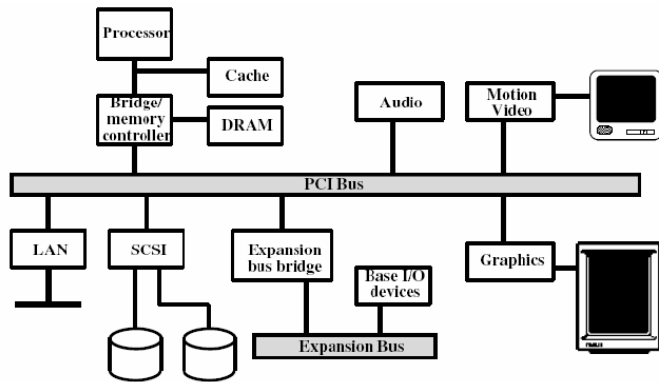 Processor
Cache
Bridge/
memory
controller
DRAM
Audio
Motion
Video
PCI Bus
LAN
SCSI
Expansion
bus bridge
Base I/O
devices
Graphics
Expansion Bus